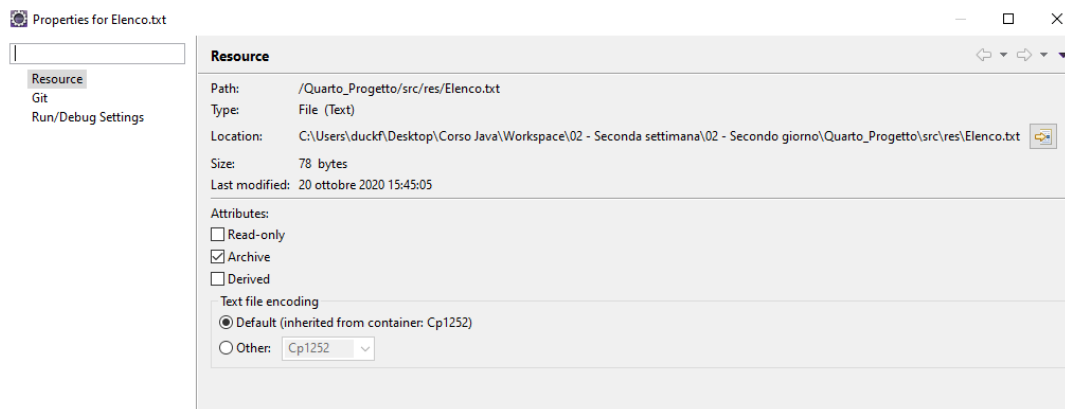 Properties for Elenco.txt
Resource
Git
Run/Debug Settings
Resource
Path: /Quarto_Progetto/src/res/Elenco.txt
Type: File (Text)
Location: C:\Users\duckf\Desktop\Corso Java\Workspace\02 - Seconda settimana\02 - Secondo giorno\Quarto_Progetto\src\res\Elenco.txt
Size: 78 bytes
Last modified: 20 ottobre 2020 15:45:05
Attributes:
Read-only
Archive
Derived
Text file encoding
Default (inherited from container: Cp1252)
Other: Cp1252